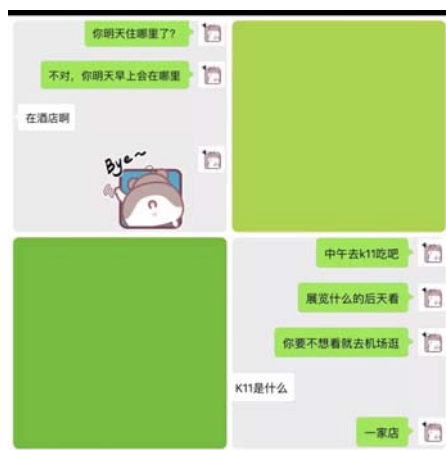 你明天住哪里了？
不对，你明天早上会在哪里
在酒店啊
Bye~
中午去k11吃吧
展览什么的后天看
你要不想看就去机场逛
K11是什么
一家店